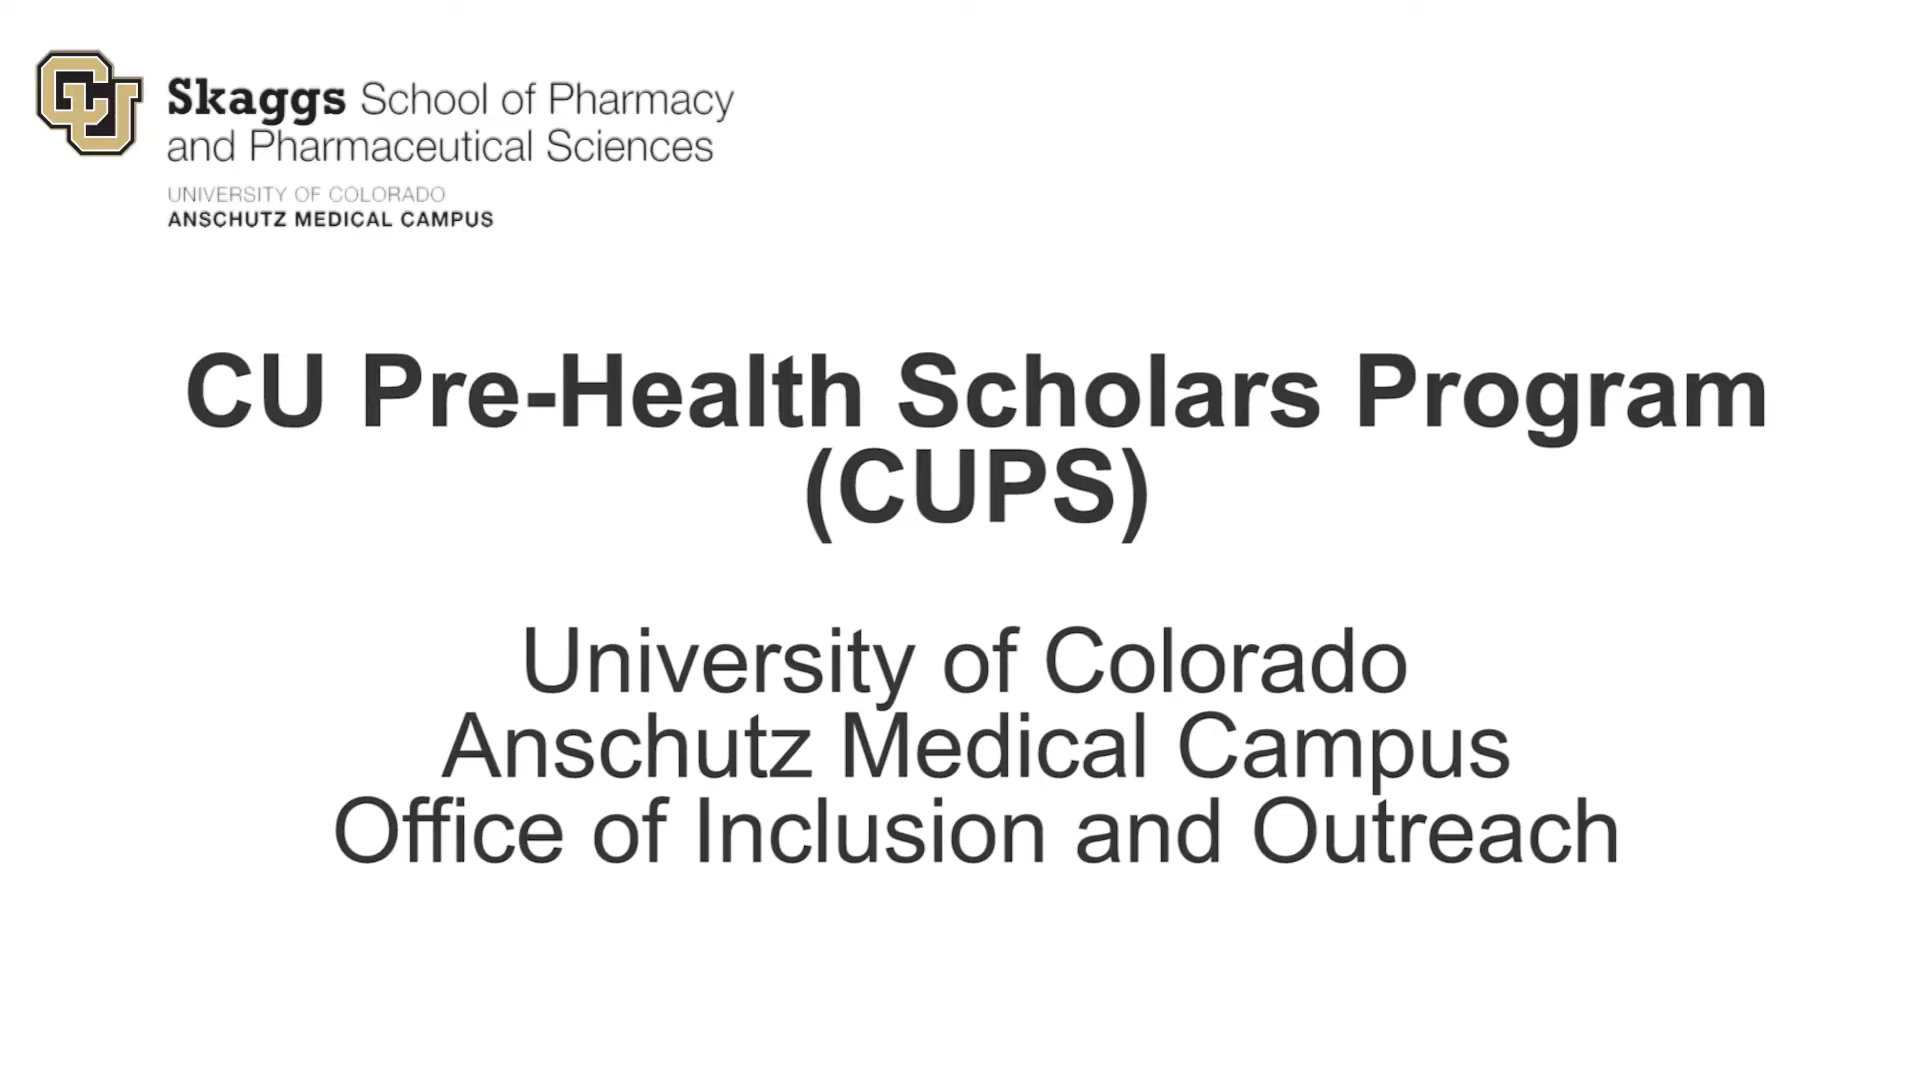 CU
Skaggs School of Pharmacy
and Pharmaceutical Sciences
UNIVERSITY OF COLORADO
ANSCHUTZ MEDICAL CAMPUS
CU Pre-Health Scholars Program
(CUPS)
University of Colorado
Anschutz Medical Campus
Office of Inclusion and Outreach